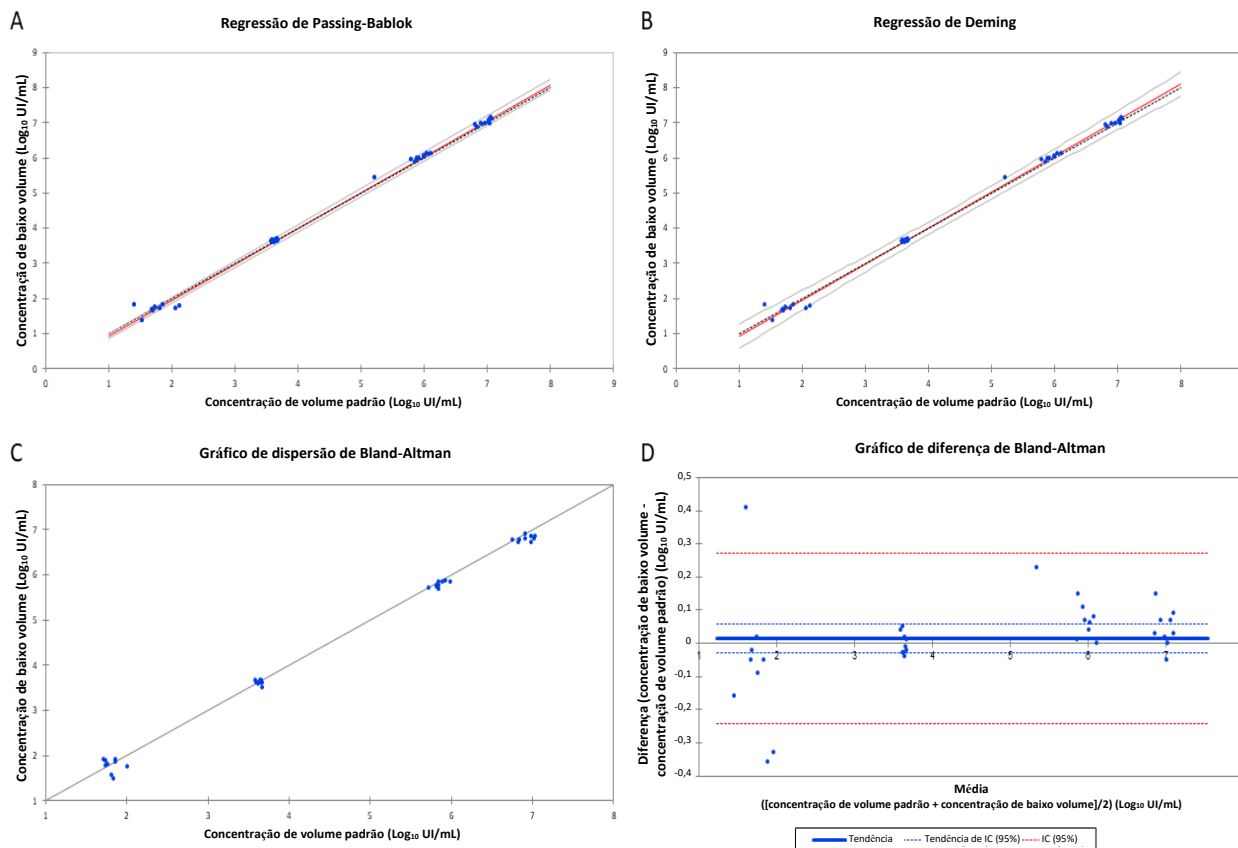 A
Regressão de Passing-Bablok
Concentração de baixo volume (Log₁₀ UI/mL)
9
8
7
6
5
4
3
2
1
0
0 1 2 3 4 5 6 7 8 9
Concentração de volume padrão (Log₁₀ UI/mL)
B
Regressão de Deming
Concentração de baixo volume (Log₁₀ UI/mL)
9
8
7
6
5
4
3
2
1
0
0 1 2 3 4 5 6 7 8
Concentração de volume padrão (Log₁₀ UI/mL)
C
Gráfico de dispersão de Bland-Altman
Concentração de baixo volume (Log₁₀ UI/mL)
8
7
6
5
4
3
2
1
1 2 3 4 5 6 7 8
Concentração de volume padrão (Log₁₀ UI/mL)
D
Gráfico de diferença de Bland-Altman
Diferença (concentração de baixo volume -
concentração de volume padrão) (Log₁₀ UI/mL)
0,5
0,4
0,3
0,2
0,1
0
-0,1
-0,2
-0,3
-0,4
1 2 3 4 5 6 7
Média
([concentração de volume padrão + concentração de baixo volume]/2) (Log₁₀ UI/mL)
Tendência Tendência de IC (95%) IC (95%)